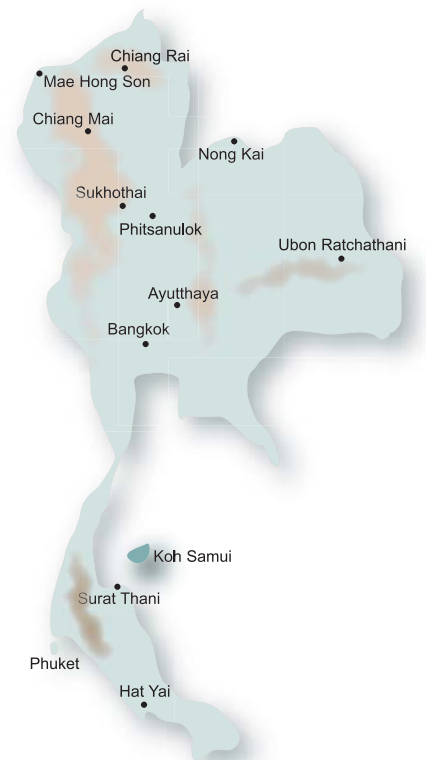 Chiang Rai
Mae Hong Son
Chiang Mai
Nong Kai
Sukhothai
Phitsanulok
Ubon Ratchathani
Ayutthaya
Bangkok
Koh Samui
Surat Thani
Phuket
Hat Yai